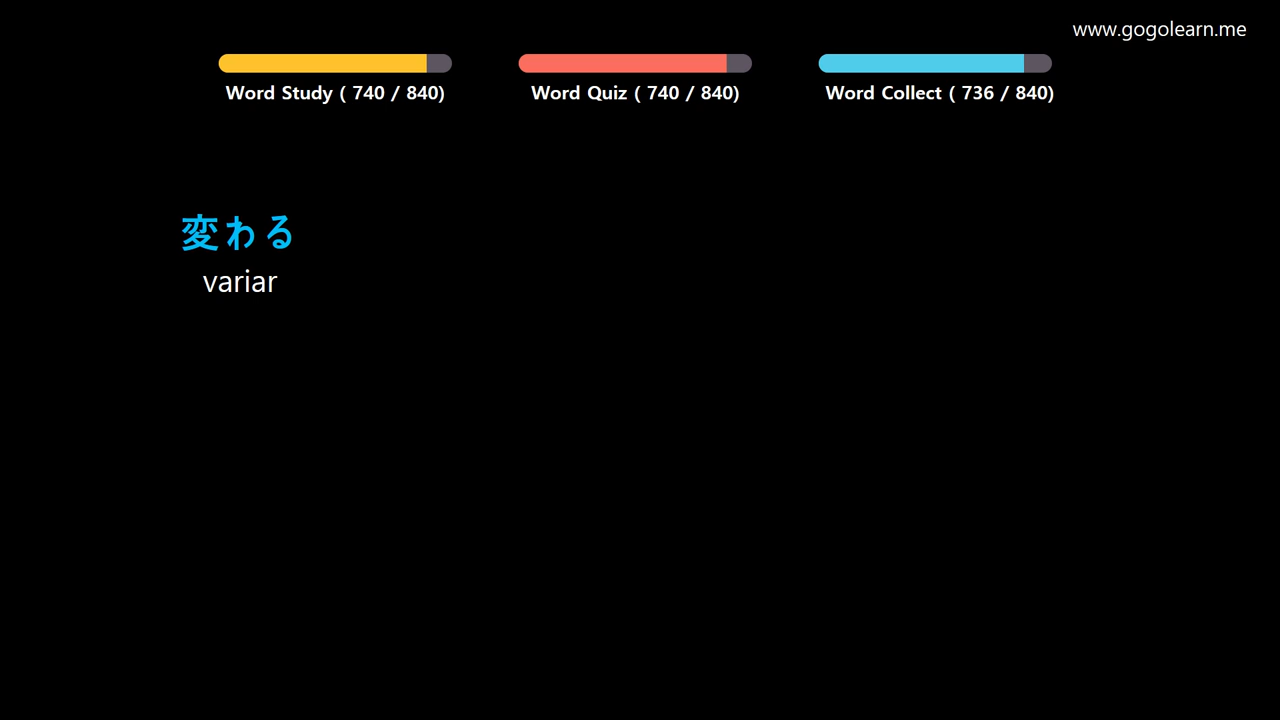 www.gogolearn.me
Word Study ( 740 / 840)
Word Quiz ( 740 / 840)
Word Collect ( 736 / 840)
変わる
variar